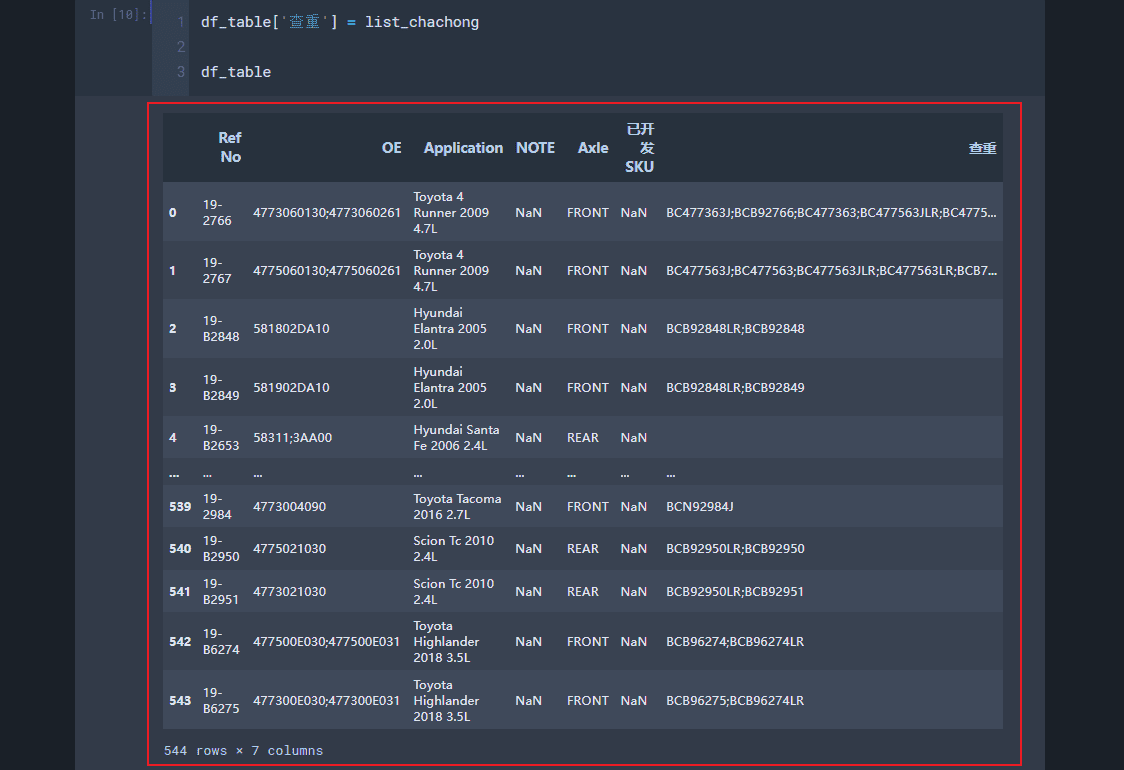 In [10]:
1 df_table['查重'] = list_chachong
2
3 df_table
Ref No OE Application NOTE Axle 已开发 SKU 查重
0 19-2766 4773060130;4773060261 Toyota 4 Runner 2009 4.7L NaN FRONT NaN BC477363J;BCB92766;BC477363;BC477563JLR;BC4775...
1 19-2767 4775060130;4775060261 Toyota 4 Runner 2009 4.7L NaN FRONT NaN BC477563J;BC477563;BC477563JLR;BC477563LR;BCB7...
2 19-B2848 581802DA10 Hyundai Elantra 2005 2.0L NaN FRONT NaN BCB92848LR;BCB92848
3 19-B2849 581902DA10 Hyundai Elantra 2005 2.0L NaN FRONT NaN BCB92848LR;BCB92849
4 19-B2653 58311;3AA00 Hyundai Santa Fe 2006 2.4L NaN REAR NaN
... ... ... ... ... ... ... ...
539 19-2984 4773004090 Toyota Tacoma 2016 2.7L NaN FRONT NaN BCN92984J
540 19-B2950 4775021030 Scion Tc 2010 2.4L NaN REAR NaN BCB92950LR;BCB92950
541 19-B2951 4773021030 Scion Tc 2010 2.4L NaN REAR NaN BCB92950LR;BCB92951
542 19-B6274 477500E030;477500E031 Toyota Highlander 2018 3.5L NaN FRONT NaN BCB96274;BCB96274LR
543 19-B6275 477300E030;477300E031 Toyota Highlander 2018 3.5L NaN FRONT NaN BCB96275;BCB96274LR
544 rows × 7 columns